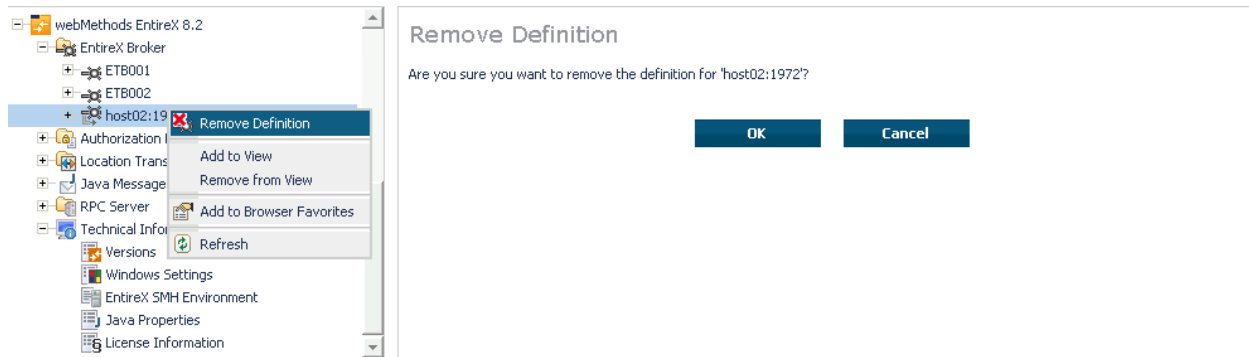 webMethods EntireX 8.2
EntireX Broker
ETB001
ETB002
host02:19
Authorization
Location Trans
Java Message
RPC Server
Technical Infor
Versions
Windows Settings
EntireX SMH Environment
Java Properties
License Information
Remove Definition
Add to View
Remove from View
Add to Browser Favorites
Refresh
Remove Definition
Are you sure you want to remove the definition for 'host02:1972'?
OK
Cancel